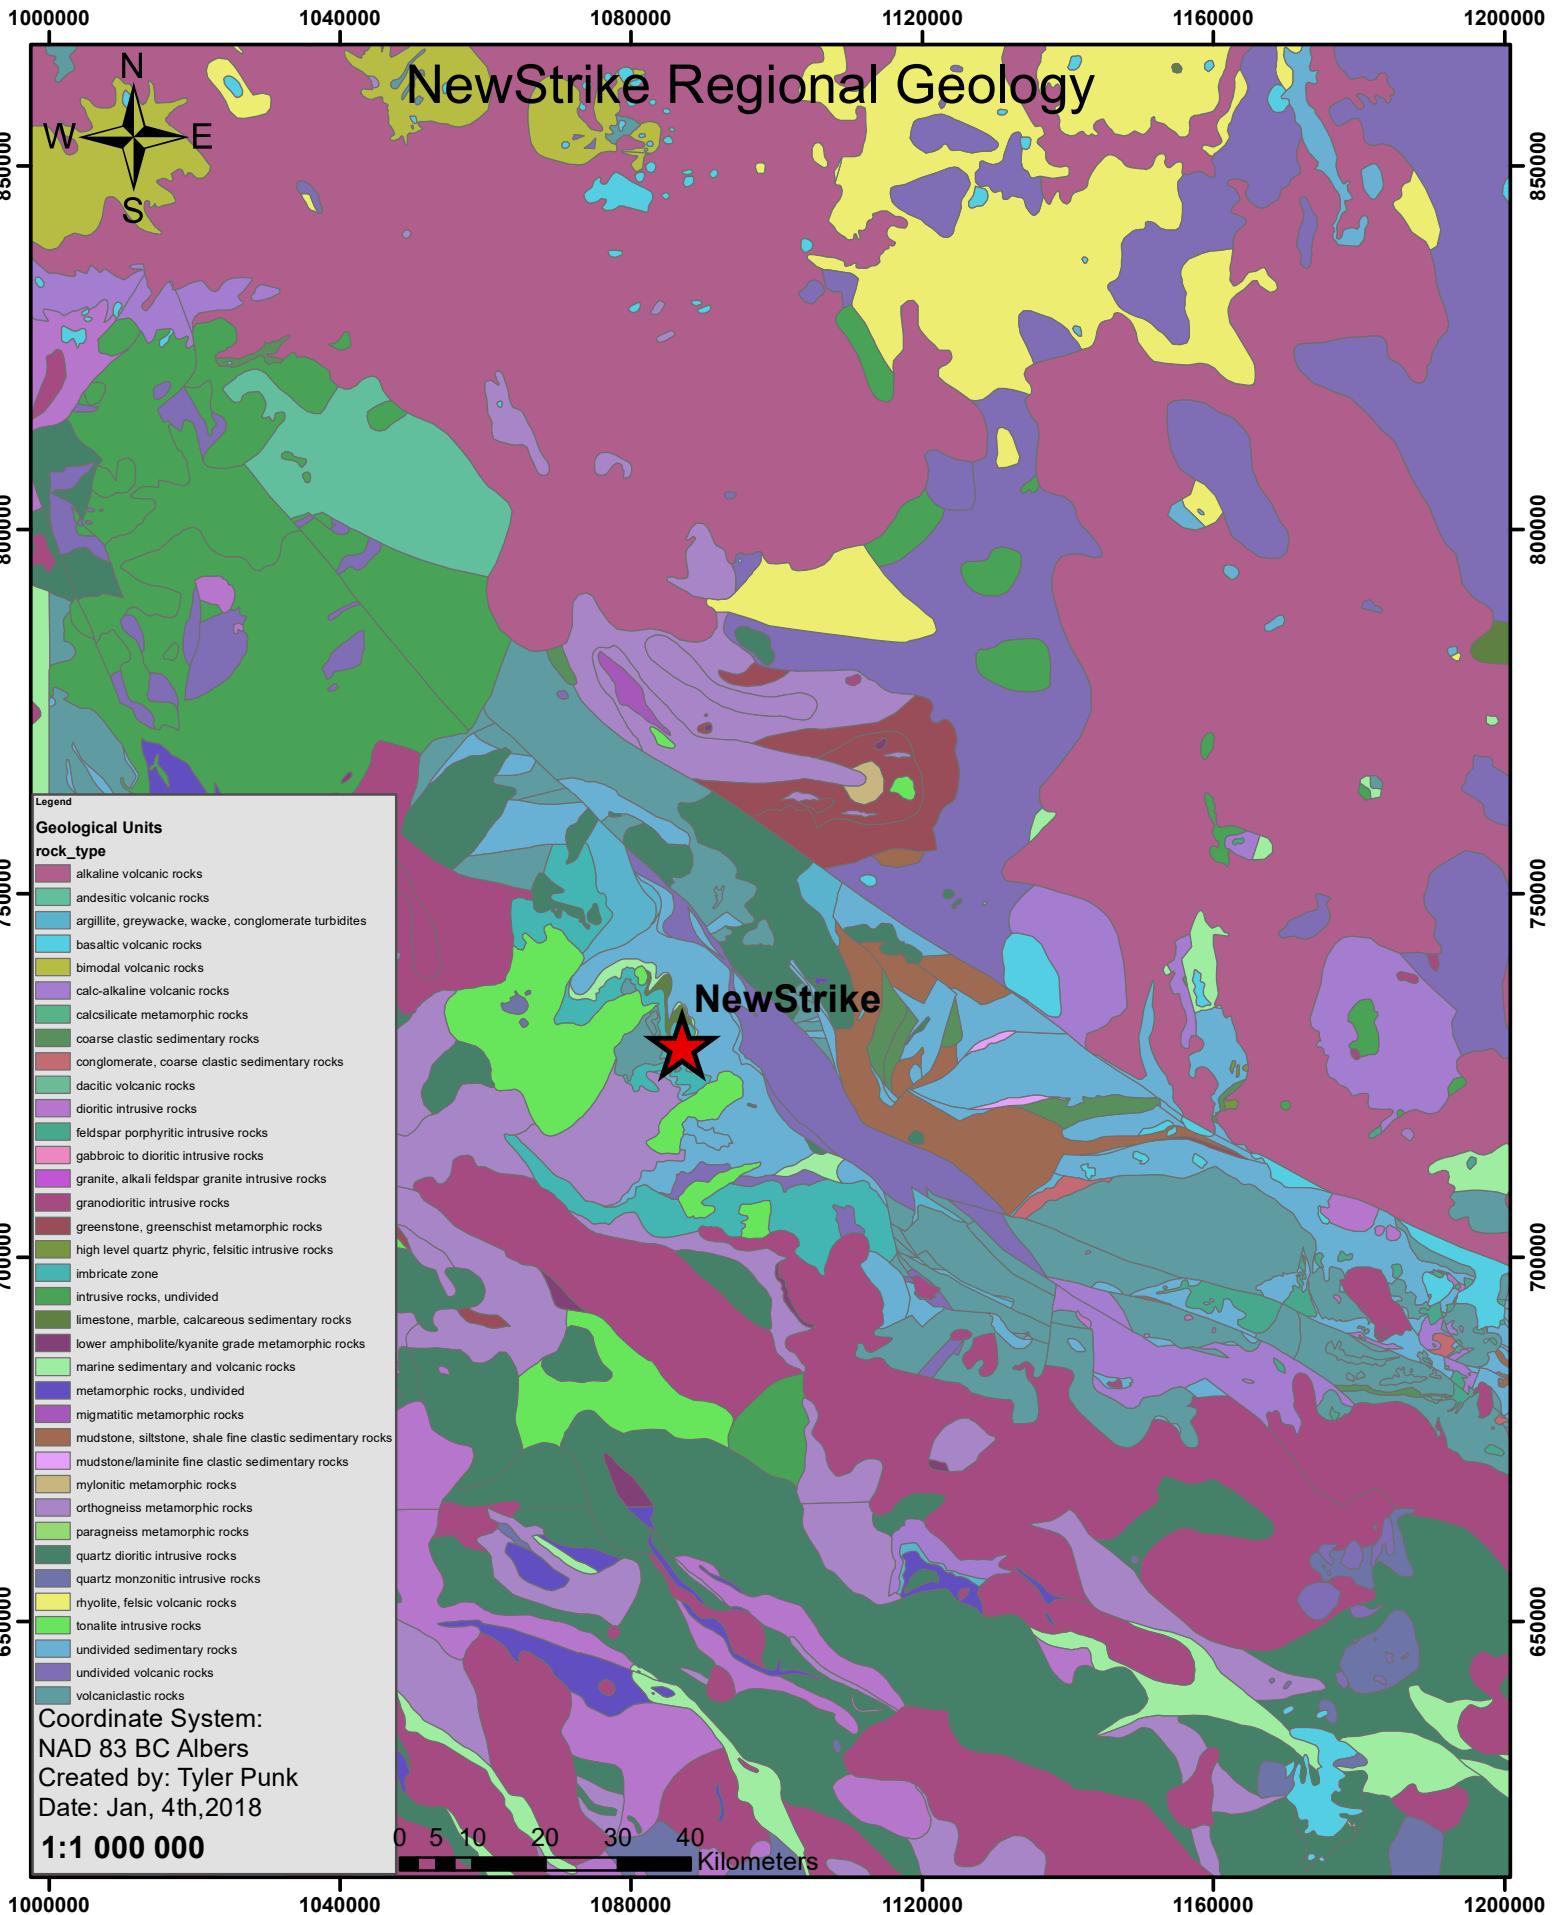 1000000 1040000 1080000 1120000 1160000 1200000
NewStrike Regional Geology
N
W E
S
850000 850000
800000 800000
750000 750000
700000 700000
650000 650000
NewStrike
Legend
Geological Units
rock_type
alkaline volcanic rocks
andesitic volcanic rocks
argillite, greywacke, wacke, conglomerate turbidites
basaltic volcanic rocks
bimodal volcanic rocks
calc-alkaline volcanic rocks
calcsilicate metamorphic rocks
coarse clastic sedimentary rocks
conglomerate, coarse clastic sedimentary rocks
dacitic volcanic rocks
dioritic intrusive rocks
feldspar porphyritic intrusive rocks
gabbroic to dioritic intrusive rocks
granite, alkali feldspar granite intrusive rocks
granodioritic intrusive rocks
greenstone, greenschist metamorphic rocks
high level quartz phyric, felsitic intrusive rocks
imbricate zone
intrusive rocks, undivided
limestone, marble, calcareous sedimentary rocks
lower amphibolite/kyanite grade metamorphic rocks
marine sedimentary and volcanic rocks
metamorphic rocks, undivided
migmatitic metamorphic rocks
mudstone, siltstone, shale fine clastic sedimentary rocks
mudstone/laminite fine clastic sedimentary rocks
mylonitic metamorphic rocks
orthogneiss metamorphic rocks
paragneiss metamorphic rocks
quartz dioritic intrusive rocks
quartz monzonitic intrusive rocks
rhyolite, felsic volcanic rocks
tonalite intrusive rocks
undivided sedimentary rocks
undivided volcanic rocks
volcaniclastic rocks
Coordinate System:
NAD 83 BC Albers
Created by: Tyler Punk
Date: Jan, 4th,2018
1:1 000 000
0 5 10 20 30 40
Kilometers
1000000 1040000 1080000 1120000 1160000 1200000